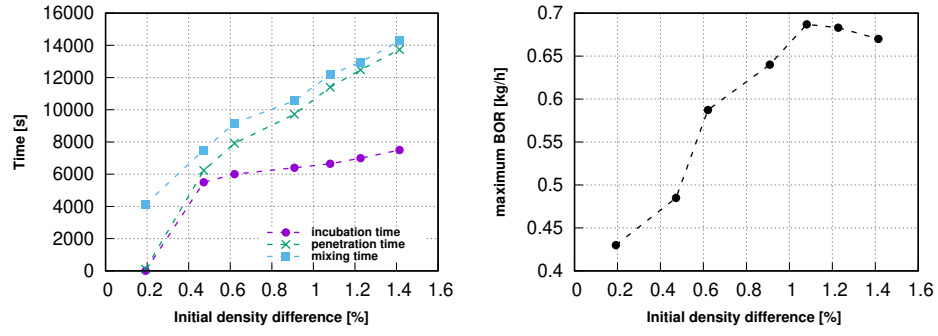 16000
14000
12000
10000
8000
6000
4000
2000
0
Time [s]
incubation time
penetration time
mixing time
0 0.2 0.4 0.6 0.8 1 1.2 1.4 1.6
Initial density difference [%]
0.7
0.65
0.6
0.55
0.5
0.45
0.4
maximum BOR [kg/h]
0 0.2 0.4 0.6 0.8 1 1.2 1.4 1.6
Initial density difference [%]